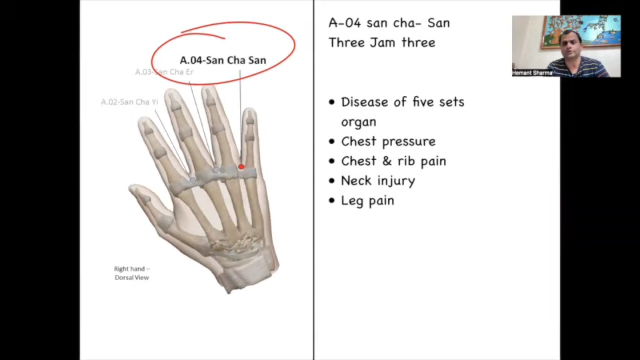 A.04-San Cha San
A.03-San Cha Er
A.02-San Cha Yi
Right hand –
Dorsal View
A-04 san cha- San
Three Jam three
• Disease of five sets
organ
• Chest pressure
• Chest & rib pain
• Neck injury
• Leg pain
Hemant Sharma